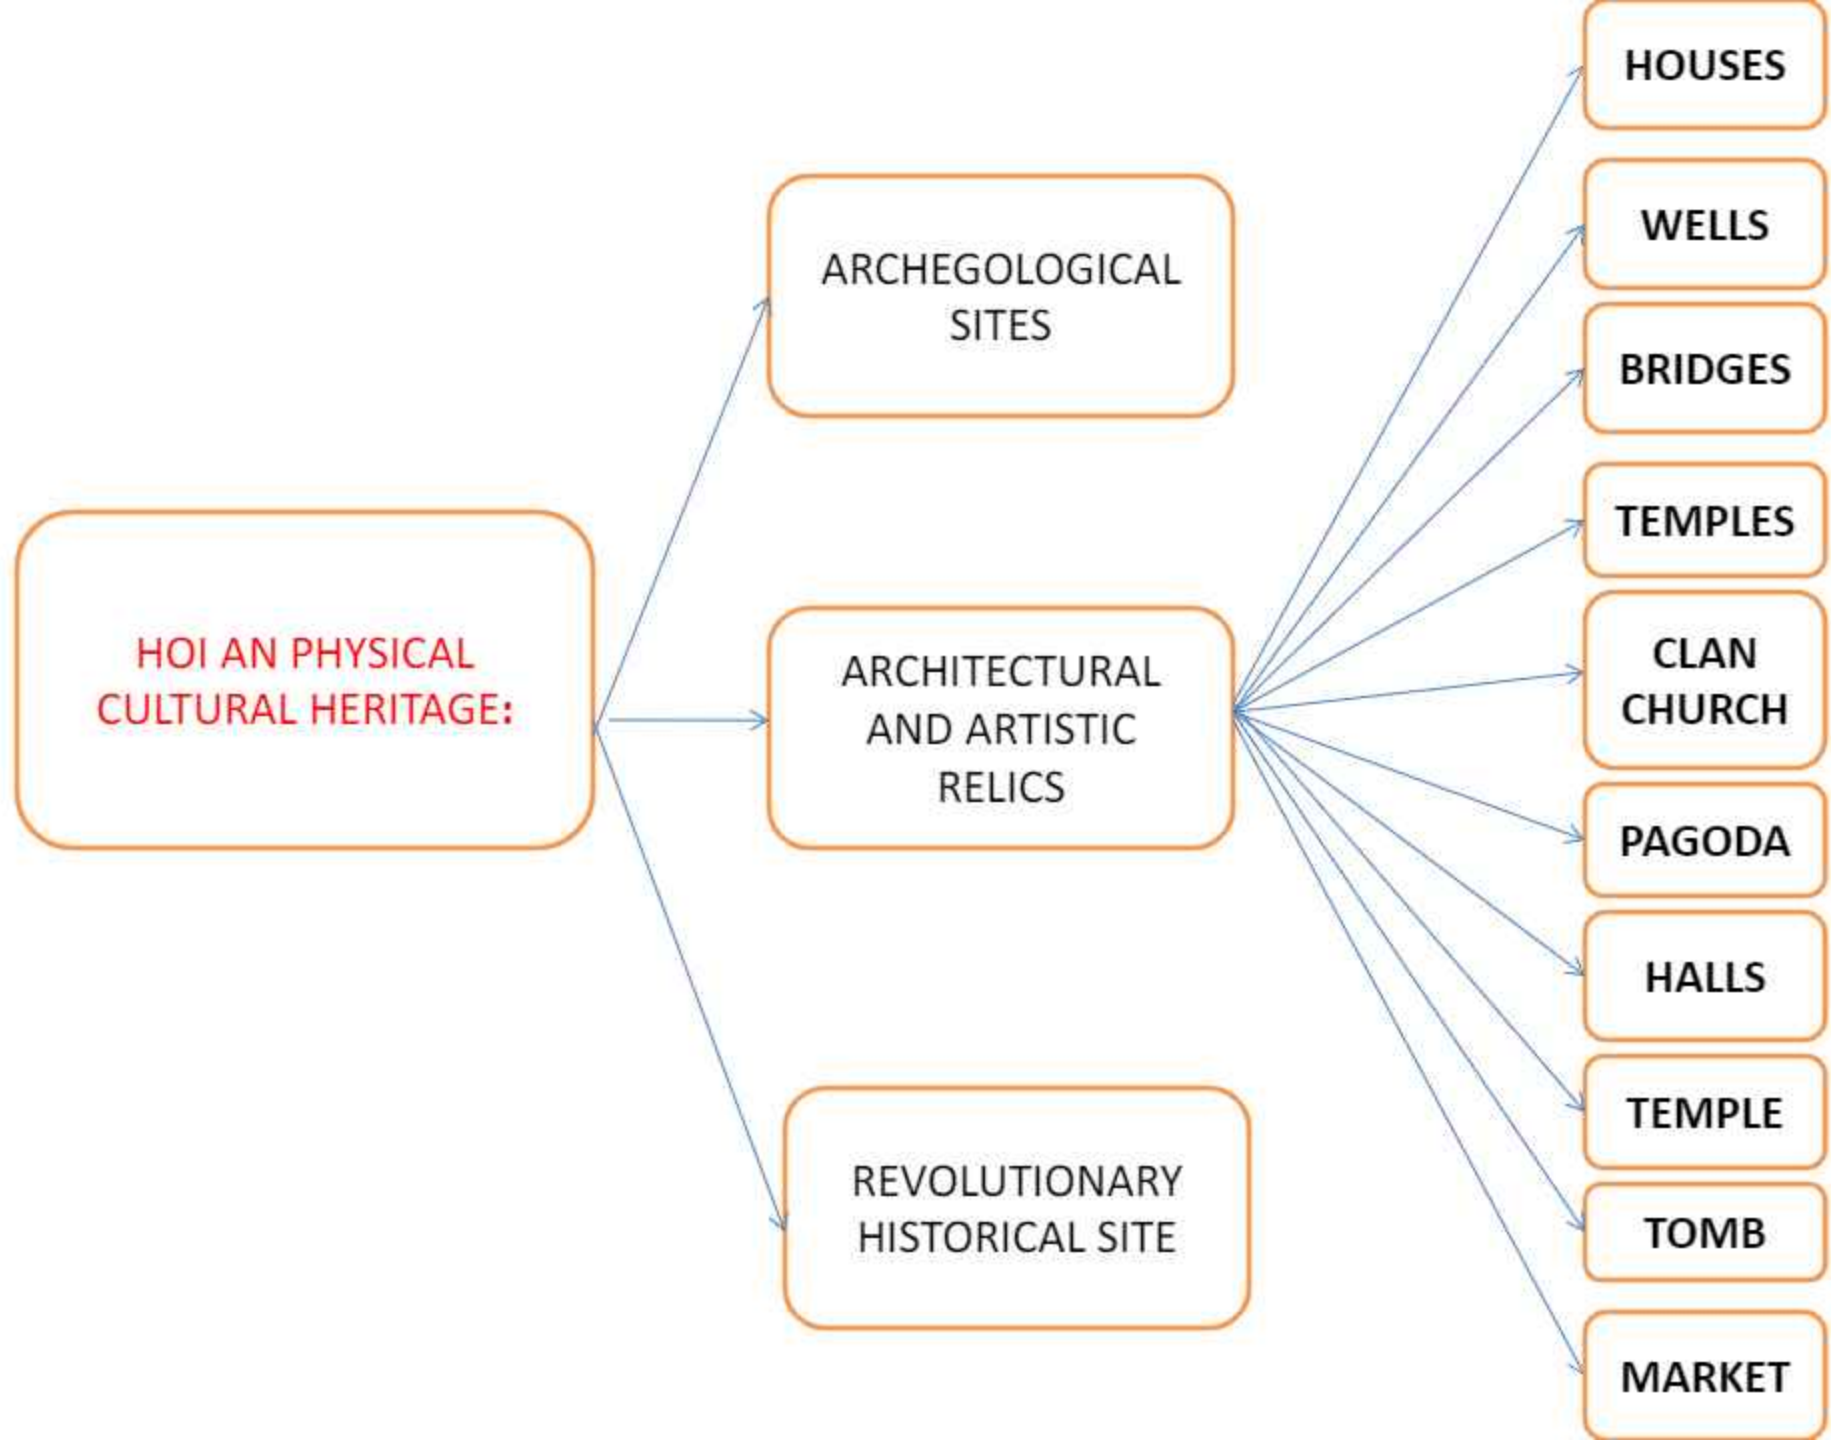 HOI AN PHYSICAL
CULTURAL HERITAGE:
ARCHEGOLOGICAL
SITES
ARCHITECTURAL
AND ARTISTIC
RELICS
REVOLUTIONARY
HISTORICAL SITE
HOUSES
WELLS
BRIDGES
TEMPLES
CLAN
CHURCH
PAGODA
HALLS
TEMPLE
TOMB
MARKET